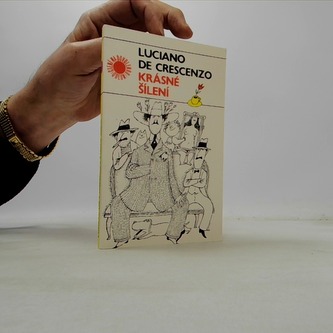 LUCIANO
DE CRESCENZO
KRÁSNÉ
ŠÍLENÍ